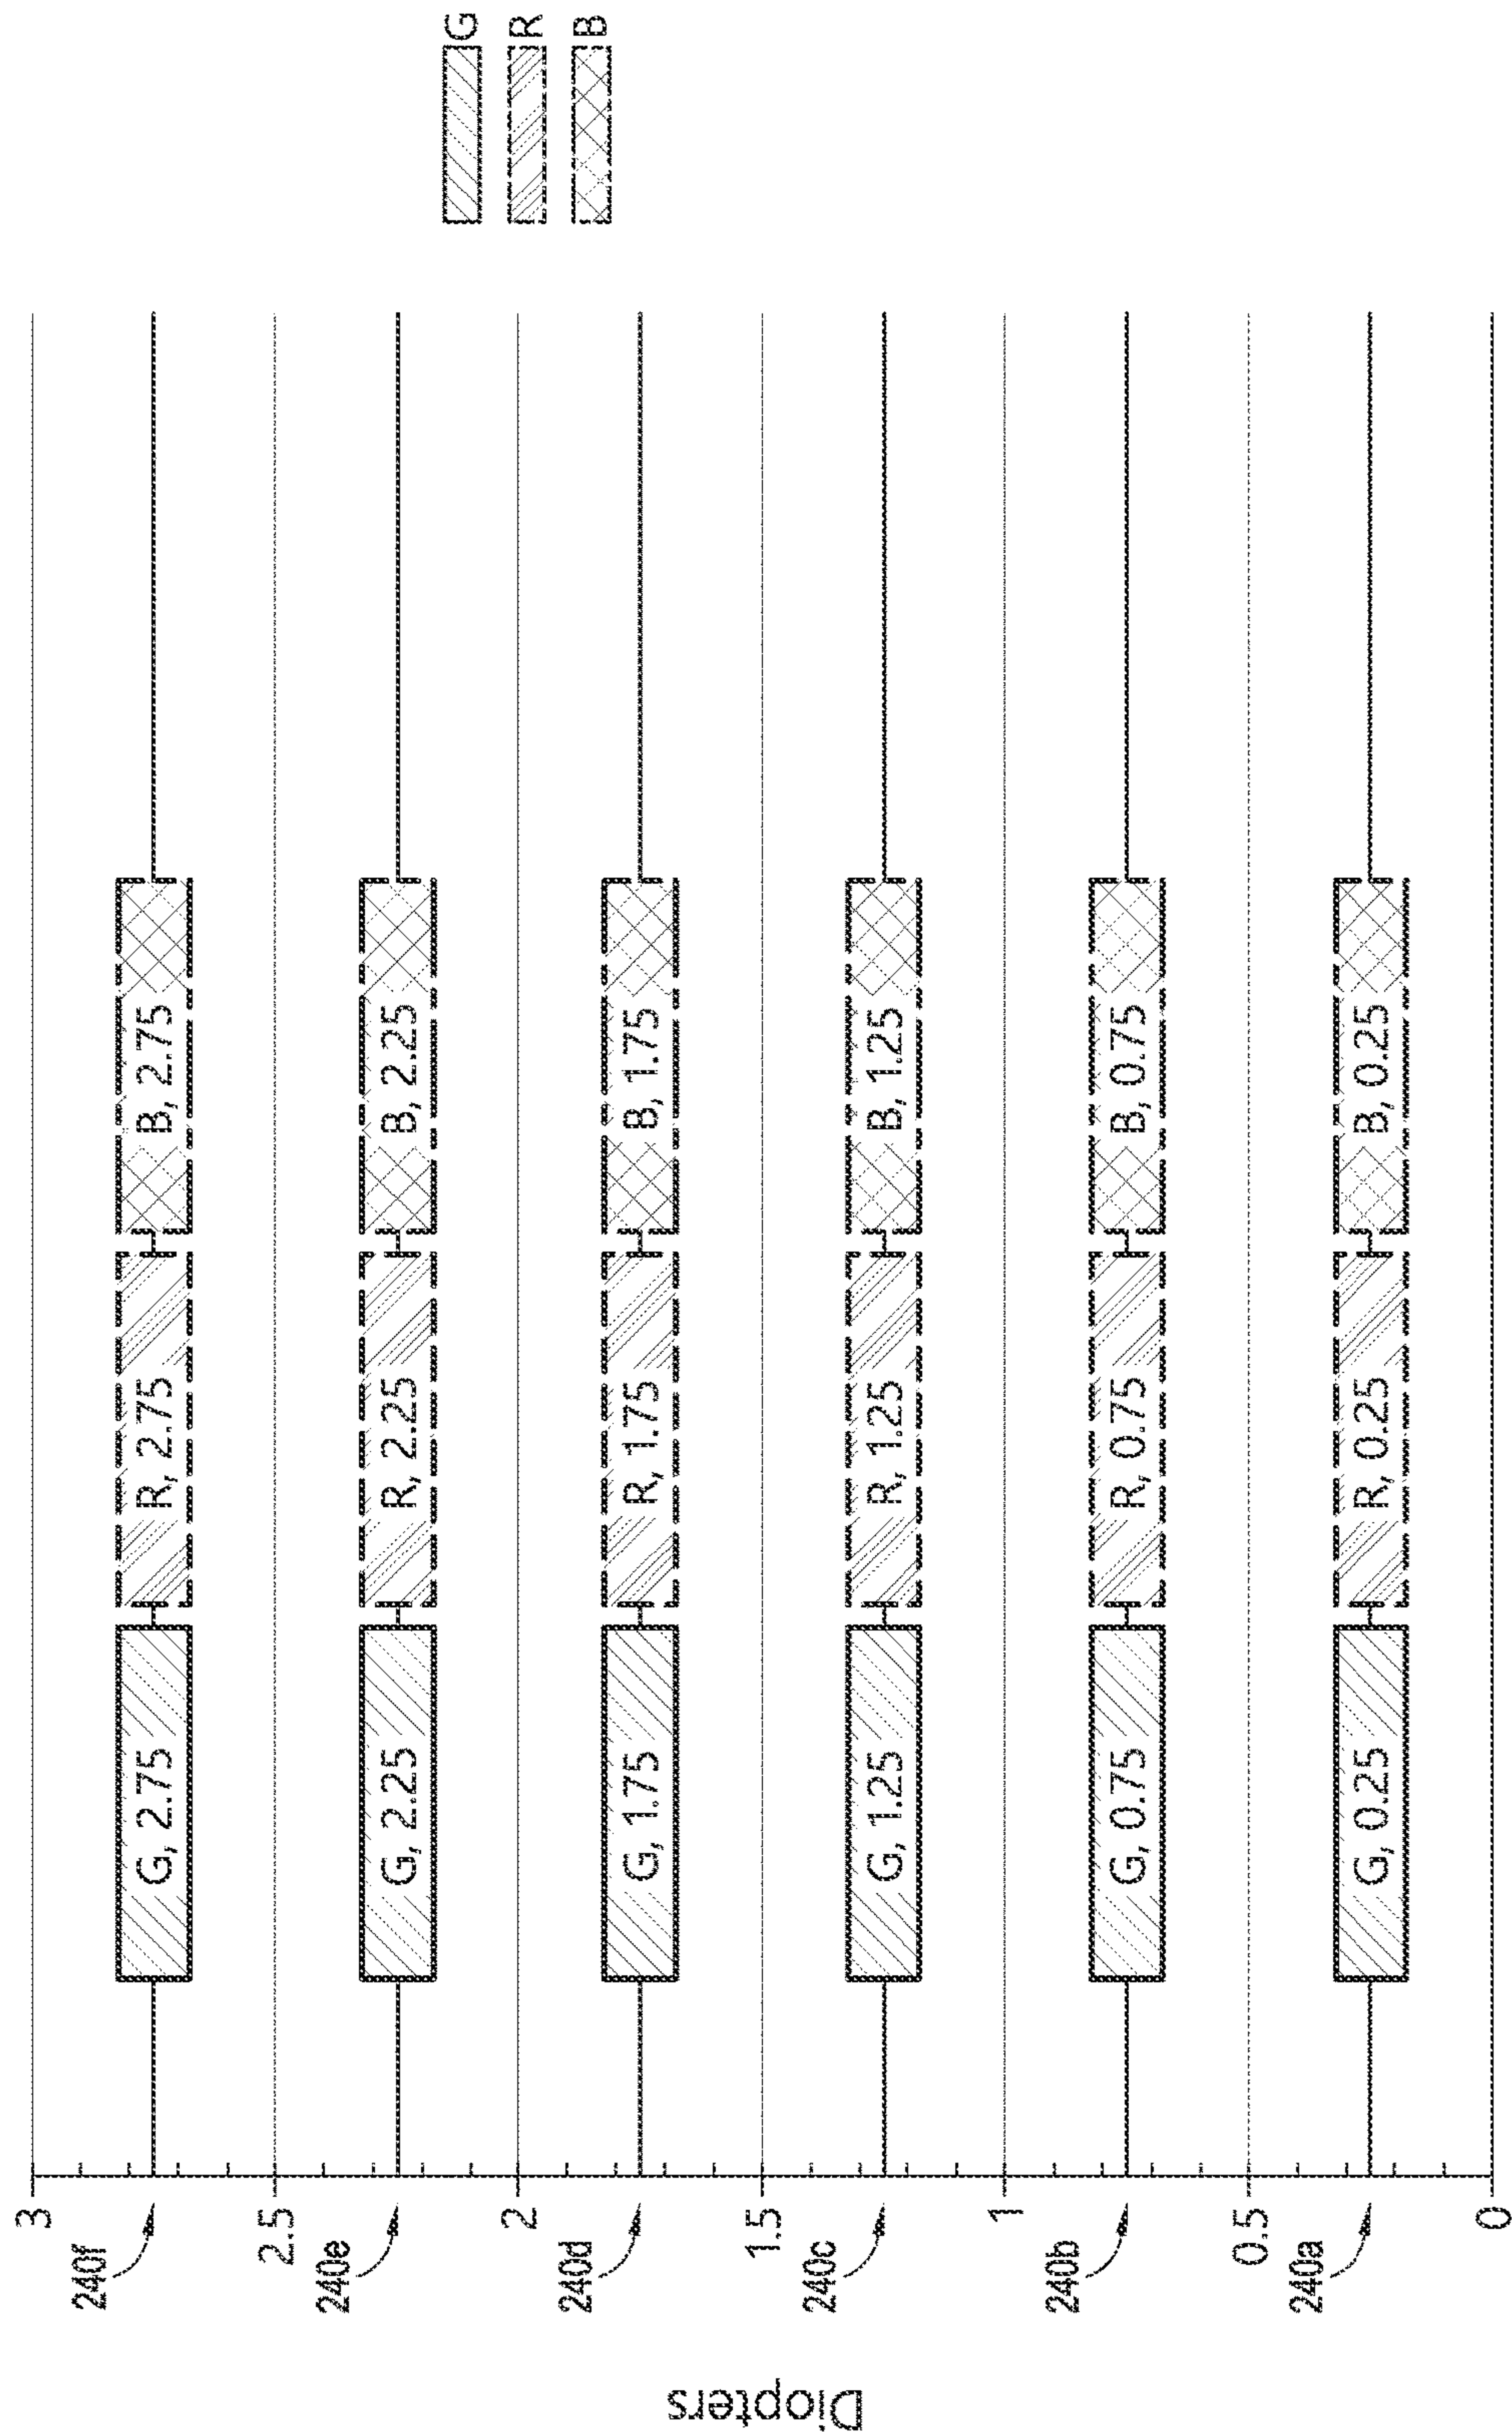 Diopters
3
240f
G, 2.75
R, 2.75
B, 2.75
2.5
240e
G, 2.25
R, 2.25
B, 2.25
2
240d
G, 1.75
R, 1.75
B, 1.75
1.5
240c
G, 1.25
R, 1.25
B, 1.25
1
240b
G, 0.75
R, 0.75
B, 0.75
0.5
240a
G, 0.25
R, 0.25
B, 0.25
0
G
R
B